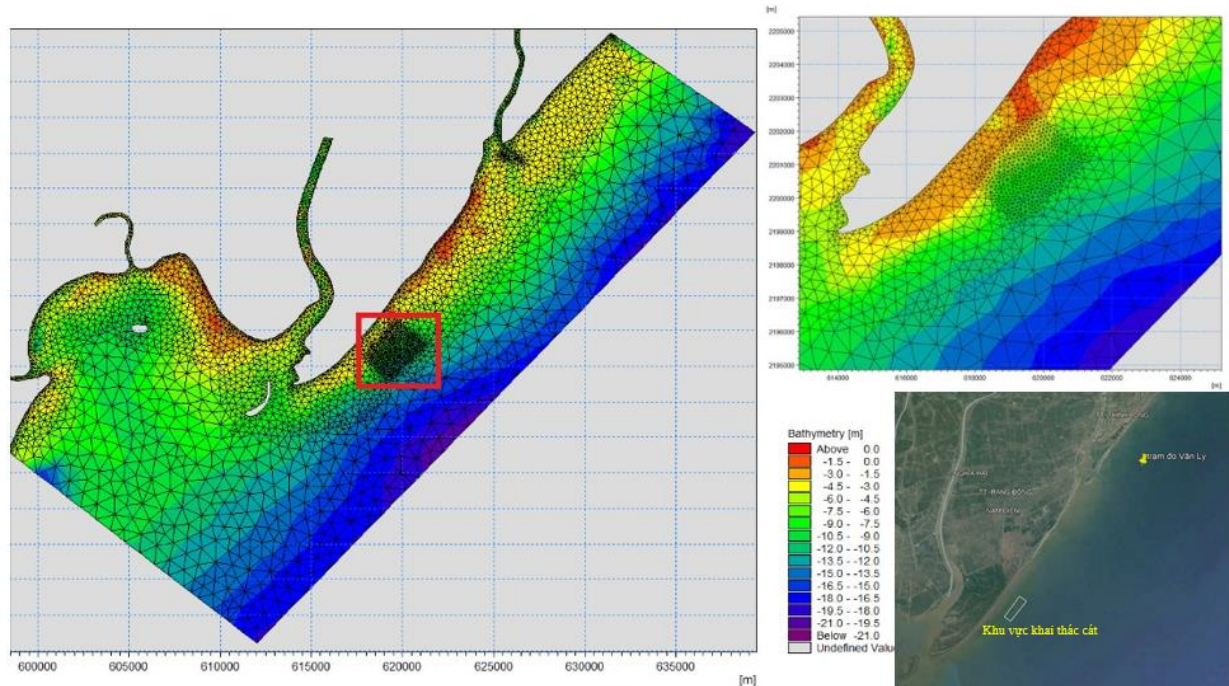 600000 605000 610000 615000 620000 625000 630000 635000
[m]
[m]
2205000
2204000
2203000
2202000
2201000
2200000
2199000
2198000
2197000
2196000
2195000
614000 616000 618000 620000 622000 624000
[m]
Bathymetry [m]
Above 0.0
-1.5 - 0.0
-3.0 - -1.5
-4.5 - -3.0
-6.0 - -4.5
-7.5 - -6.0
-9.0 - -7.5
-10.5 - -9.0
-12.0 - -10.5
-13.5 - -12.0
-15.0 - -13.5
-16.5 - -15.0
-18.0 - -16.5
-19.5 - -18.0
-21.0 - -19.5
Below -21.0
Undefined Valu
trạm đo Văn Lý
Khu vực khai thác cát